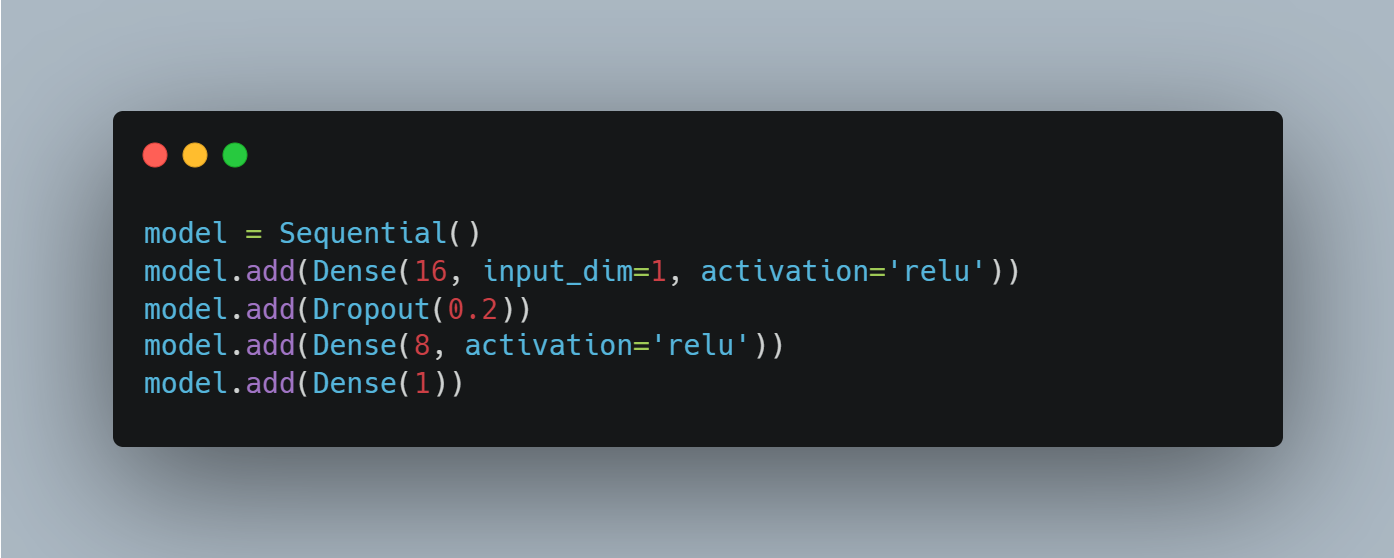 model = Sequential()
model.add(Dense(16, input_dim=1, activation='relu'))
model.add(Dropout(0.2))
model.add(Dense(8, activation='relu'))
model.add(Dense(1))